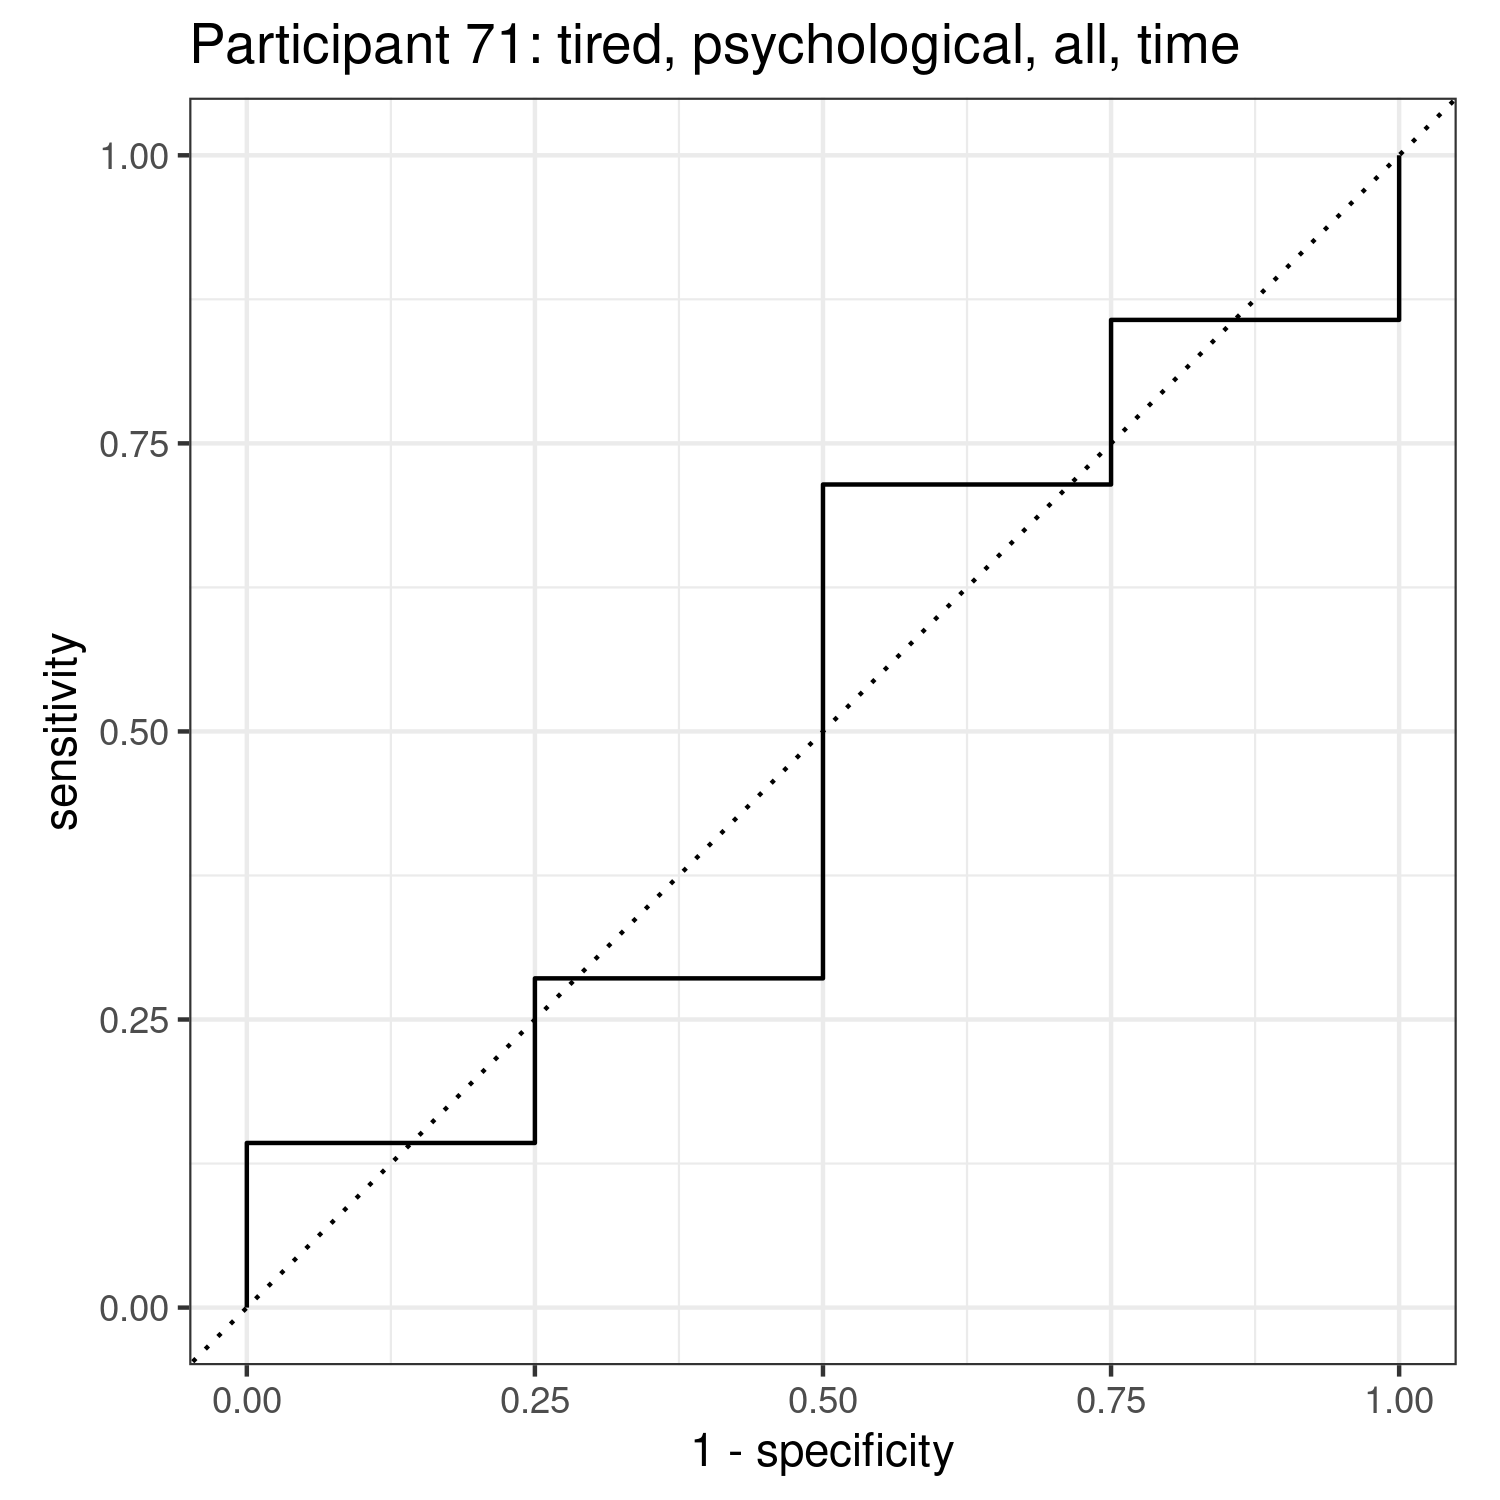 Participant 71: tired, psychological, all, time
1.00
0.75
0.50
0.25
0.00
sensitivity
0.00 0.25 0.50 0.75 1.00
1 - specificity